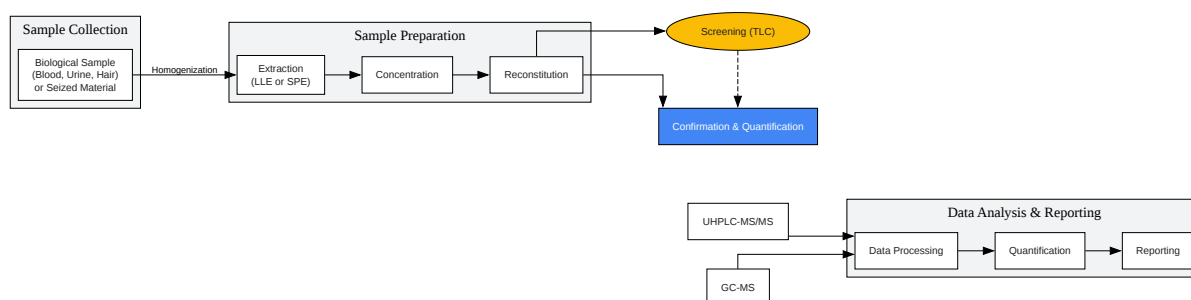 Sample Collection
Biological Sample
(Blood, Urine, Hair)
or Seized Material
Homogenization
Sample Preparation
Extraction
(LLE or SPE)
Concentration
Reconstitution
Screening (TLC)
Confirmation & Quantification
UHPLC-MS/MS
GC-MS
Data Analysis & Reporting
Data Processing
Quantification
Reporting